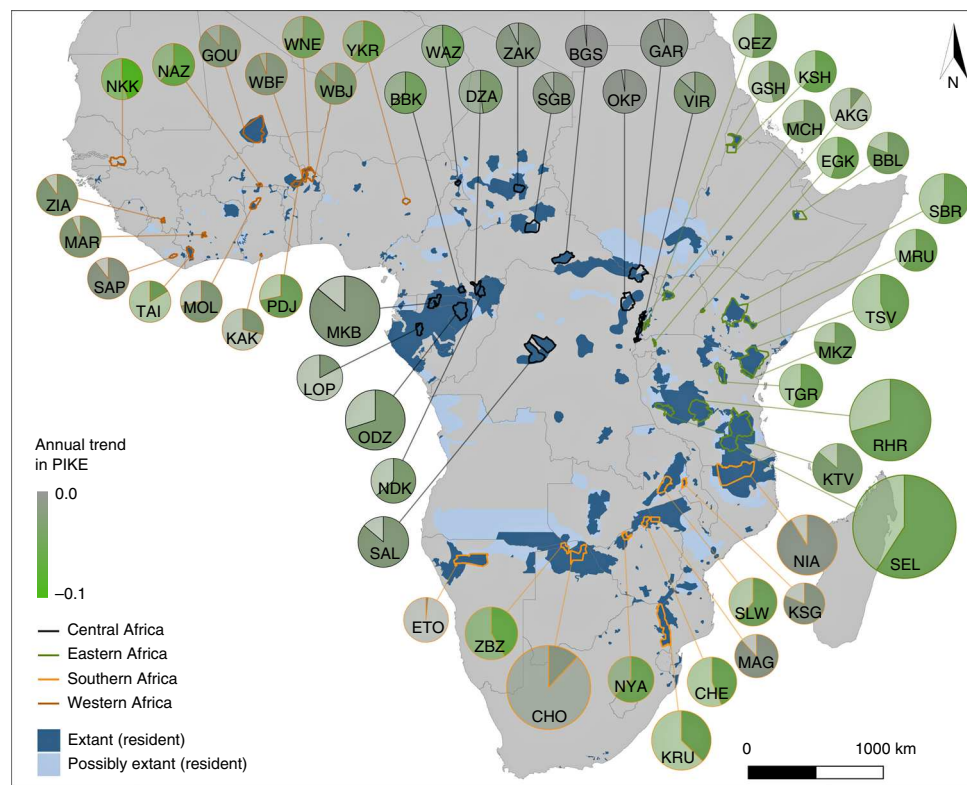 NKK
NAZ
GOU
WBF
WNE
WBJ
YKR
BBK
WAZ
DZA
ZAK
SGB
BGS
OKP
GAR
VIR
QEZ
GSH
KSH
MCH
AKG
EGK
BBL
N
ZIA
MAR
SAP
TAI
MOL
KAK
PDJ
MKB
LOP
ODZ
NDK
SAL
SBR
MRU
TSV
MKZ
TGR
RHR
KTV
SEL
NIA
KSG
SLW
MAG
CHE
KRU
NYA
CHO
ZBZ
ETO
Annual trend
in PIKE
0.0
–0.1
Central Africa
Eastern Africa
Southern Africa
Western Africa
Extant (resident)
Possibly extant (resident)
0 1000 km